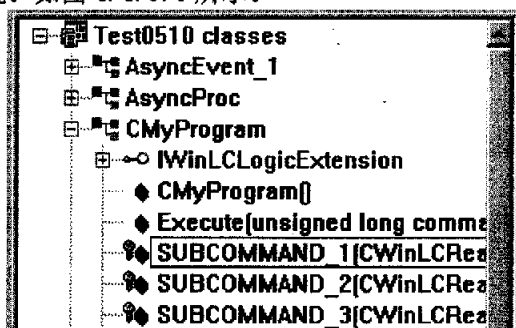 Test0510 classes
AsyncEvent_1
AsyncProc
CMyProgram
IWinLCLogicExtension
CMyProgram()
Execute(unsigned long comma
SUBCOMMAND_1(CWinLCRea
SUBCOMMAND_2(CWinLCRea
SUBCOMMAND_3(CWinLCRea